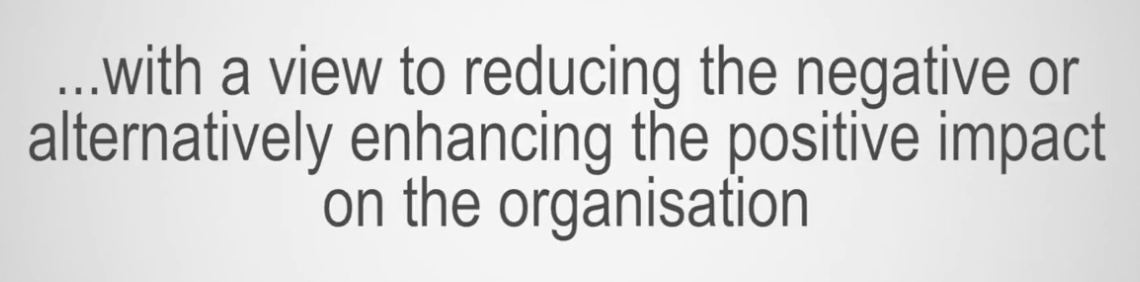 ...with a view to reducing the negative or
alternatively enhancing the positive impact
on the organisation